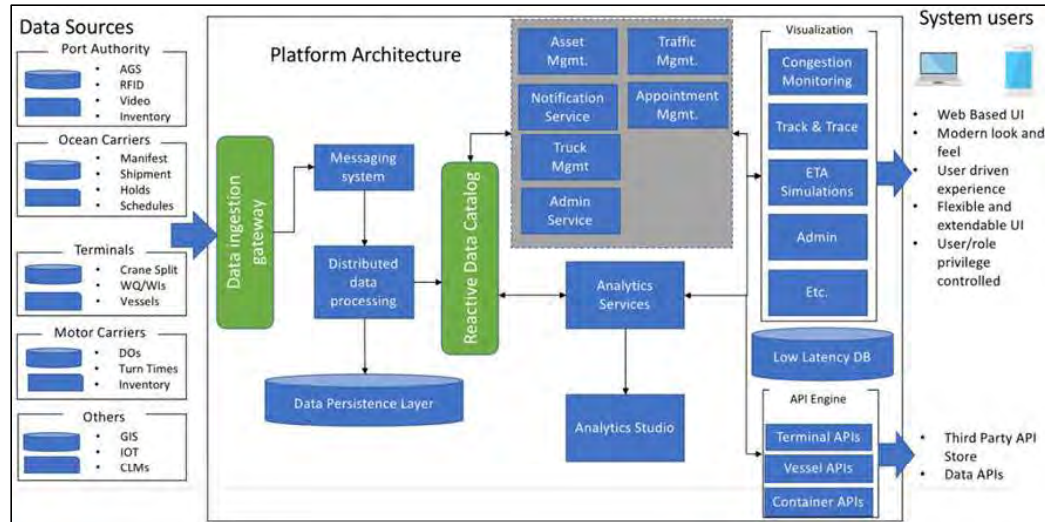 Data Sources
Port Authority
• AGS
• RFID
• Video
• Inventory
Ocean Carriers
• Manifest
• Shipment
• Holds
• Schedules
Terminals
• Crane Split
• WQ/WIs
• Vessels
Motor Carriers
• DOs
• Turn Times
• Inventory
Others
• GIS
• IOT
• CLMs
Platform Architecture
Data ingestion
gateway
Messaging
system
Distributed
data
processing
Data Persistence Layer
Reactive Data Catalog
Asset
Mgmt.
Traffic
Mgmt.
Notification
Service
Appointment
Mgmt.
Truck
Mgmt
Admin
Service
Analytics
Services
Analytics Studio
Visualization
Congestion
Monitoring
Track & Trace
ETA
Simulations
Admin
Etc.
Low Latency DB
API Engine
Terminal APIs
Vessel APIs
Container APIs
System users
• Web Based UI
• Modern look and
feel
• User driven
experience
• Flexible and
extendable UI
• User/role
privilege
controlled
• Third Party API
Store
• Data APIs